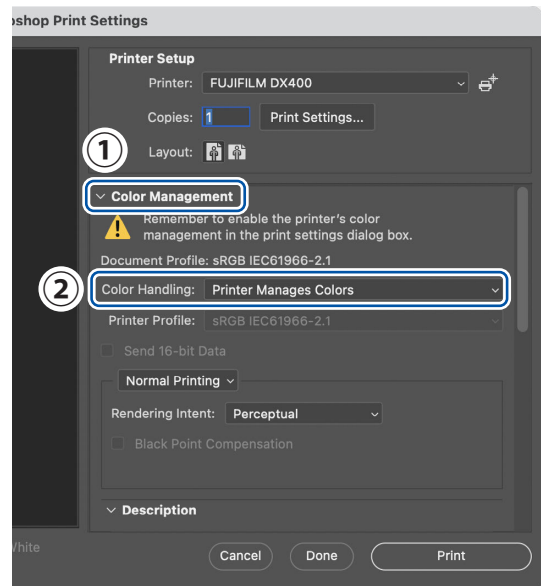 oshop Print Settings
Printer Setup
Printer: FUJIFILM DX400
Copies: 1 Print Settings...
1
Layout:
Color Management
Remember to enable the printer's color
management in the print settings dialog box.
Document Profile: sRGB IEC61966-2.1
2
Color Handling: Printer Manages Colors
Printer Profile: sRGB IEC61966-2.1
Send 16-bit Data
Normal Printing
Rendering Intent: Perceptual
Black Point Compensation
Description
White
Cancel Done Print